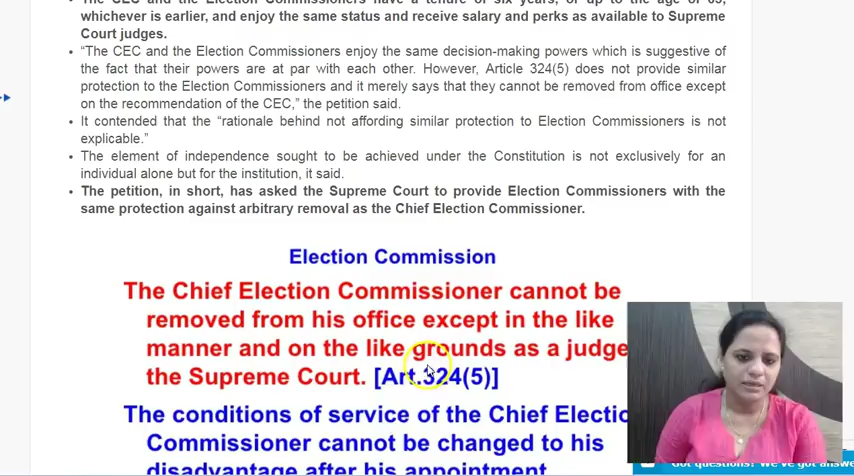 The CEC and the Election Commissioners have a tenure of six years, or up to the age of 65,
whichever is earlier, and enjoy the same status and receive salary and perks as available to Supreme
Court judges.
• “The CEC and the Election Commissioners enjoy the same decision-making powers which is suggestive of
the fact that their powers are at par with each other. However, Article 324(5) does not provide similar
protection to the Election Commissioners and it merely says that they cannot be removed from office except
on the recommendation of the CEC,” the petition said.
• It contended that the “rationale behind not affording similar protection to Election Commissioners is not
explicable.”
• The element of independence sought to be achieved under the Constitution is not exclusively for an
individual alone but for the institution, it said.
• The petition, in short, has asked the Supreme Court to provide Election Commissioners with the
same protection against arbitrary removal as the Chief Election Commissioner.
Election Commission
The Chief Election Commissioner cannot be
removed from his office except in the like
manner and on the like grounds as a judge
the Supreme Court. [Art.324(5)]
The conditions of service of the Chief Electio
Commissioner cannot be changed to his
disadvantage after his appointment
Got questions? We've got answe